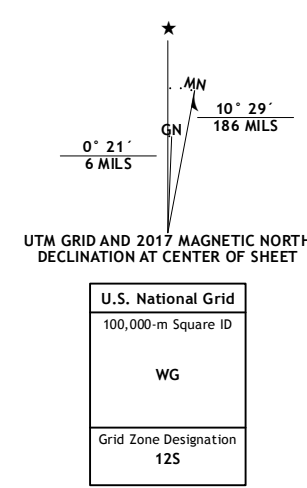 ★
MN
GN
10° 29´
186 MILS
0° 21´
6 MILS
UTM GRID AND 2017 MAGNETIC NORTH
DECLINATION AT CENTER OF SHEET
U.S. National Grid
100,000-m Square ID
WG
Grid Zone Designation
12S